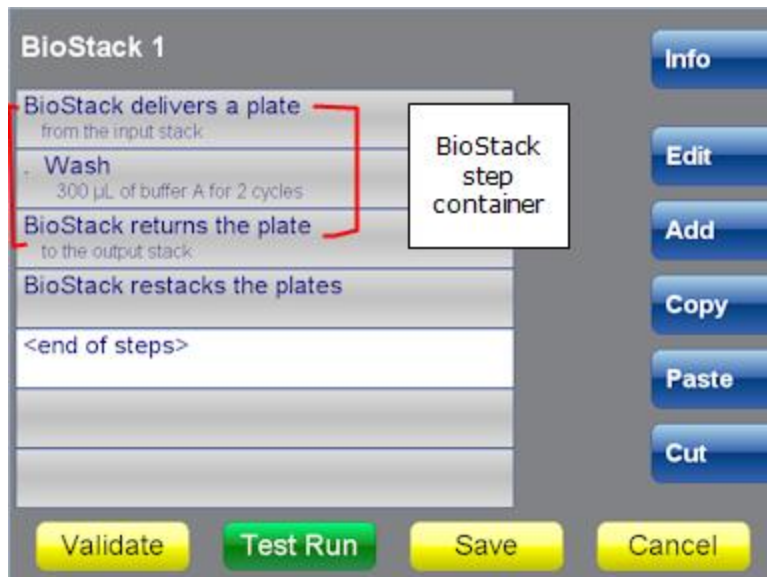 BioStack 1
Info
BioStack delivers a plate
from the input stack
. Wash
300 µL of buffer A for 2 cycles
BioStack returns the plate
to the output stack
BioStack restacks the plates
<end of steps>
BioStack
step
container
Edit
Add
Copy
Paste
Cut
Validate
Test Run
Save
Cancel